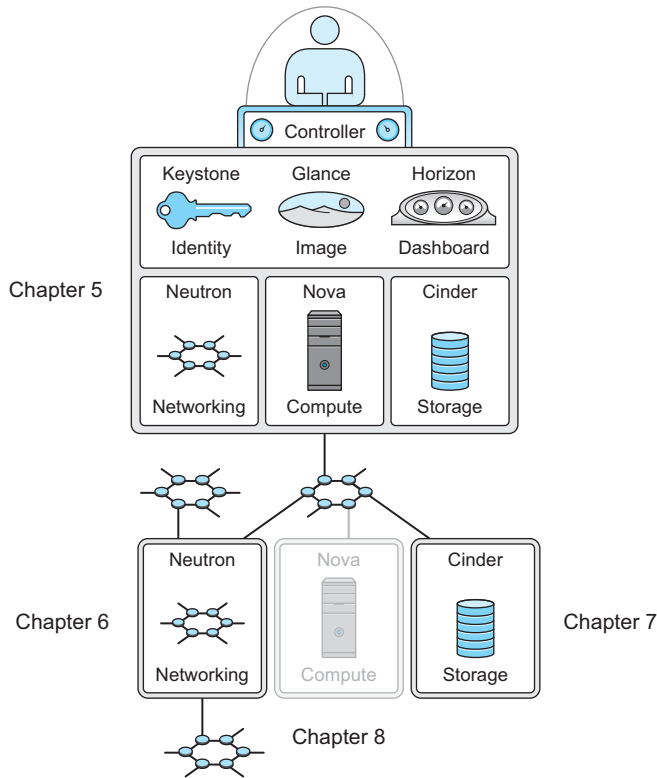 Controller
Keystone Glance Horizon
Identity Image Dashboard
Chapter 5
Neutron Nova Cinder
Networking Compute Storage
Neutron Nova Cinder
Chapter 6
Chapter 7
Networking Compute Storage
Chapter 8